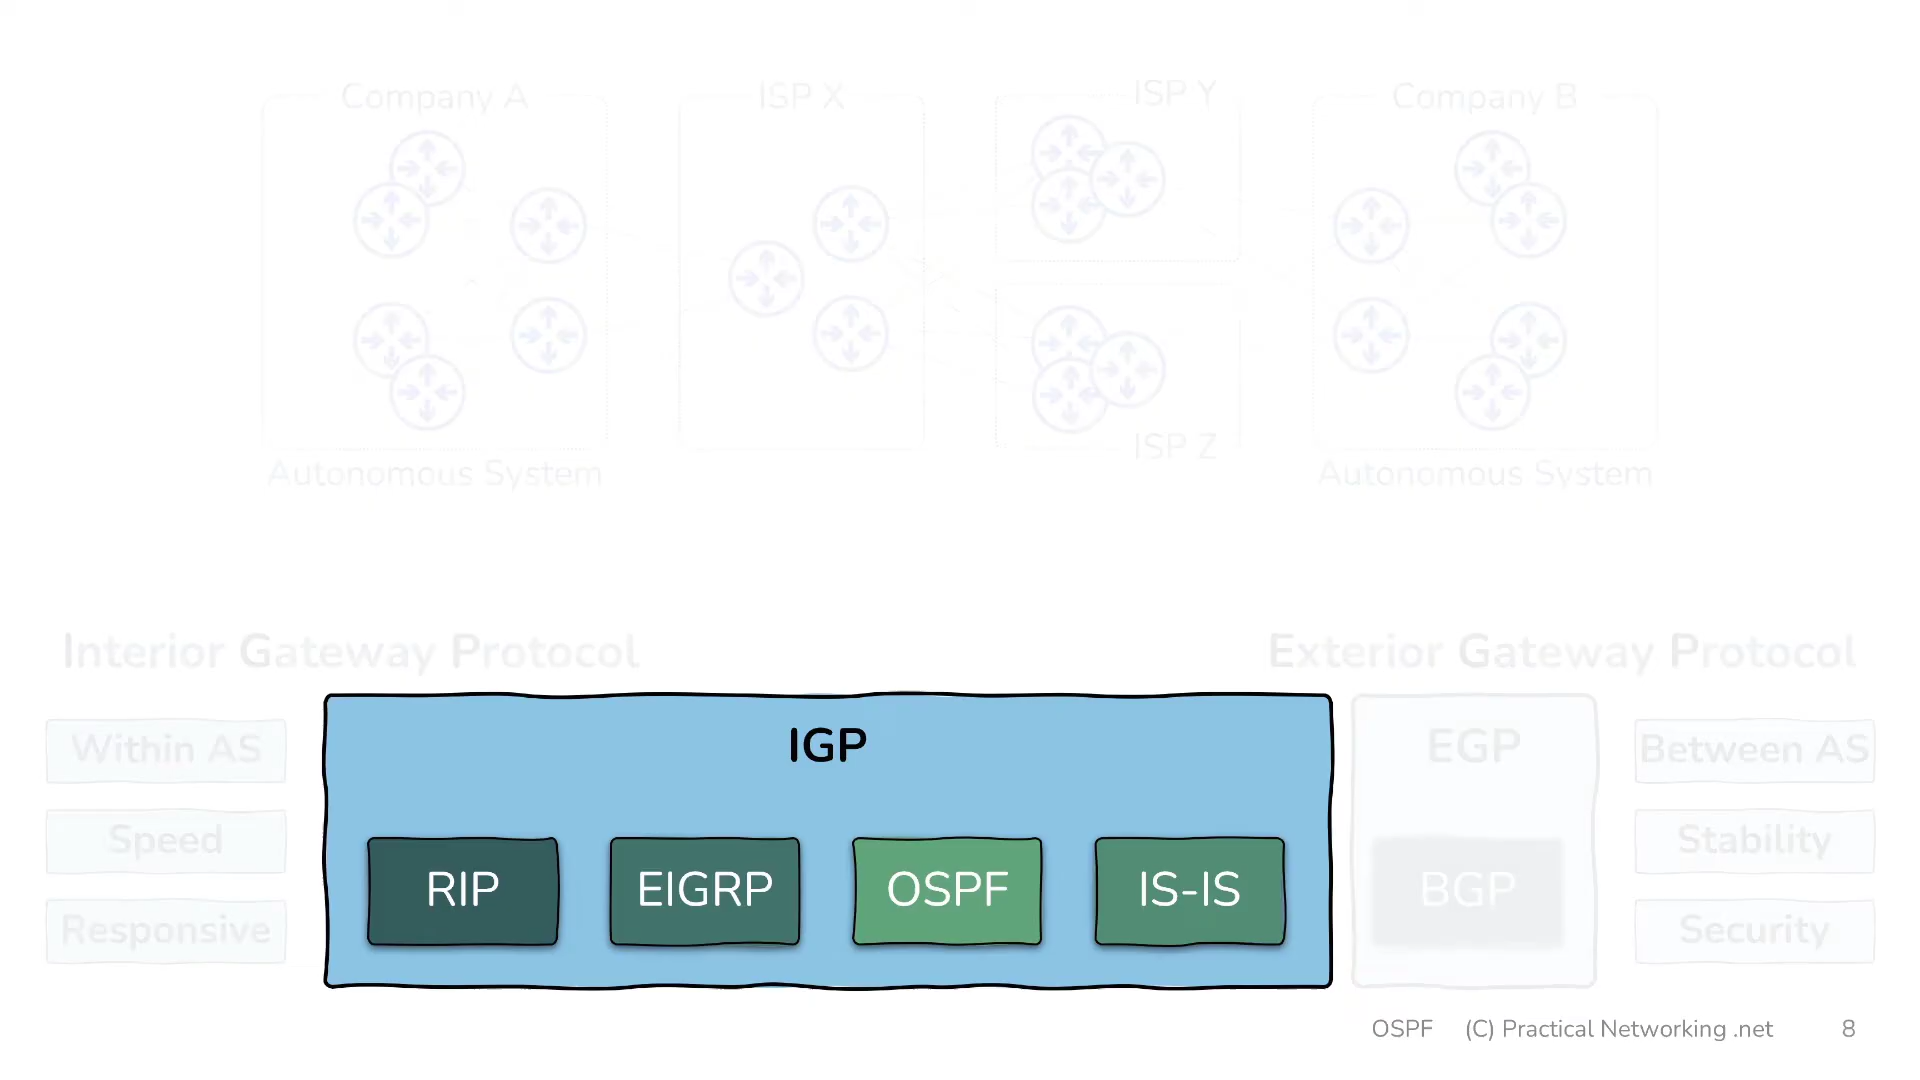 Company A
ISP X
ISP Y
Company B
ISP Z
Autonomous System
Autonomous System
Interior Gateway Protocol
Exterior Gateway Protocol
Within AS
Speed
Responsive
IGP
RIP
EIGRP
OSPF
IS-IS
EGP
BGP
Between AS
Stability
Security
OSPF (C) Practical Networking .net 8